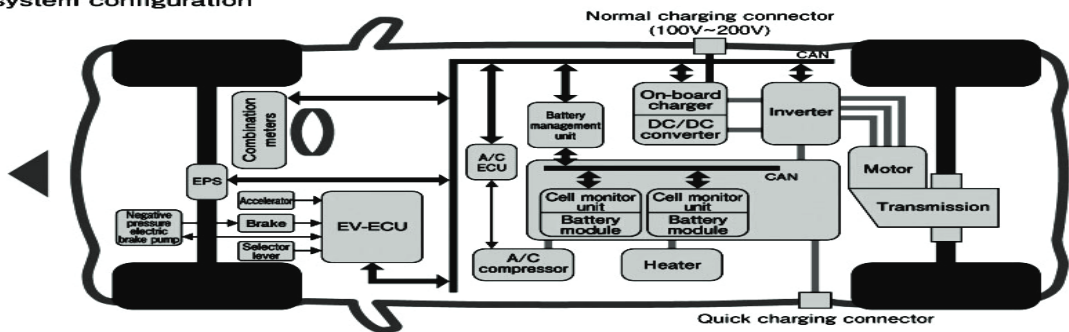 system configuration
Normal charging connector
(100V~200V)
CAN
Combination
meters
Battery
management
unit
On-board
charger
DC/DC
converter
Inverter
A/C
ECU
CAN
Motor
EPS
Accelerator
Cell monitor
unit
Battery
module
Cell monitor
unit
Battery
module
Transmission
Negative
pressure
electric
brake pump
Brake
EV-ECU
Selector
lever
A/C
compressor
Heater
Quick charging connector